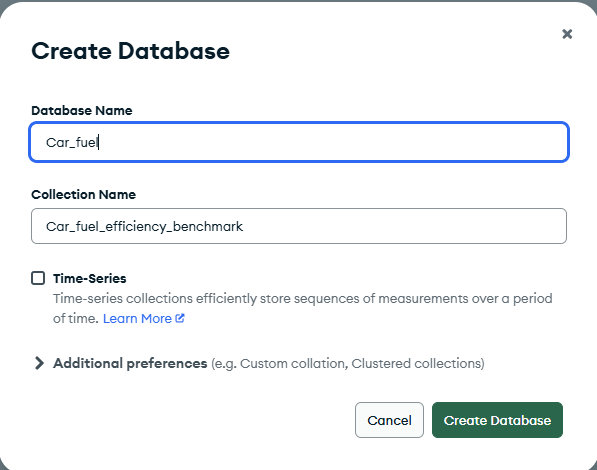 Create Database
Database Name
Car_fuel
Collection Name
Car_fuel_efficiency_benchmark
Time-Series
Time-series collections efficiently store sequences of measurements over a period
of time. Learn More
Additional preferences (e.g. Custom collation, Clustered collections)
Cancel
Create Database